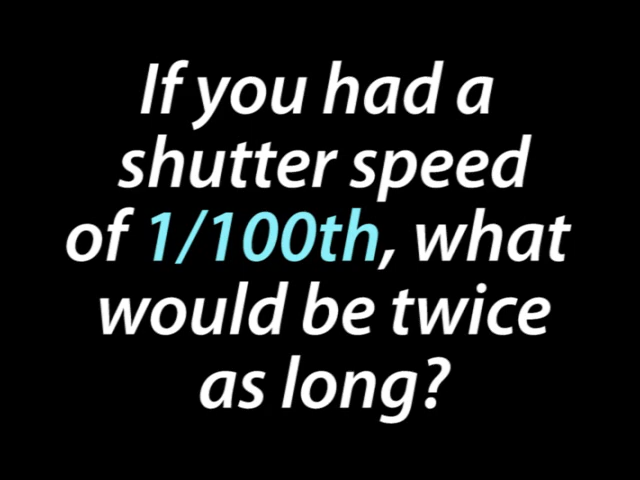 If you had a
shutter speed
of 1/100th, what
would be twice
as long?